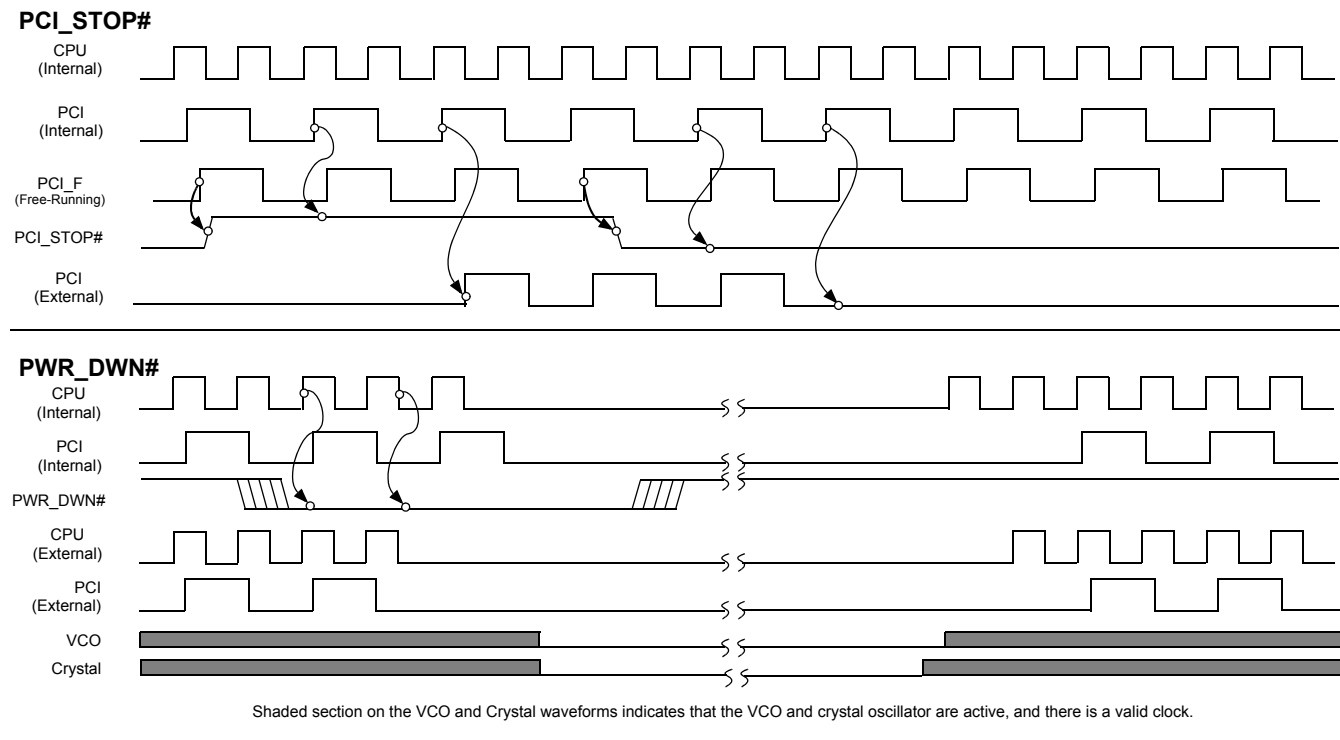 PCI_STOP#
CPU
(Internal)
PCI
(Internal)
PCI_F
(Free-Running)
PCI_STOP#
PCI
(External)
PWR_DWN#
CPU
(Internal)
PCI
(Internal)
PWR_DWN#
CPU
(External)
PCI
(External)
VCO
Crystal
Shaded section on the VCO and Crystal waveforms indicates that the VCO and crystal oscillator are active, and there is a valid clock.